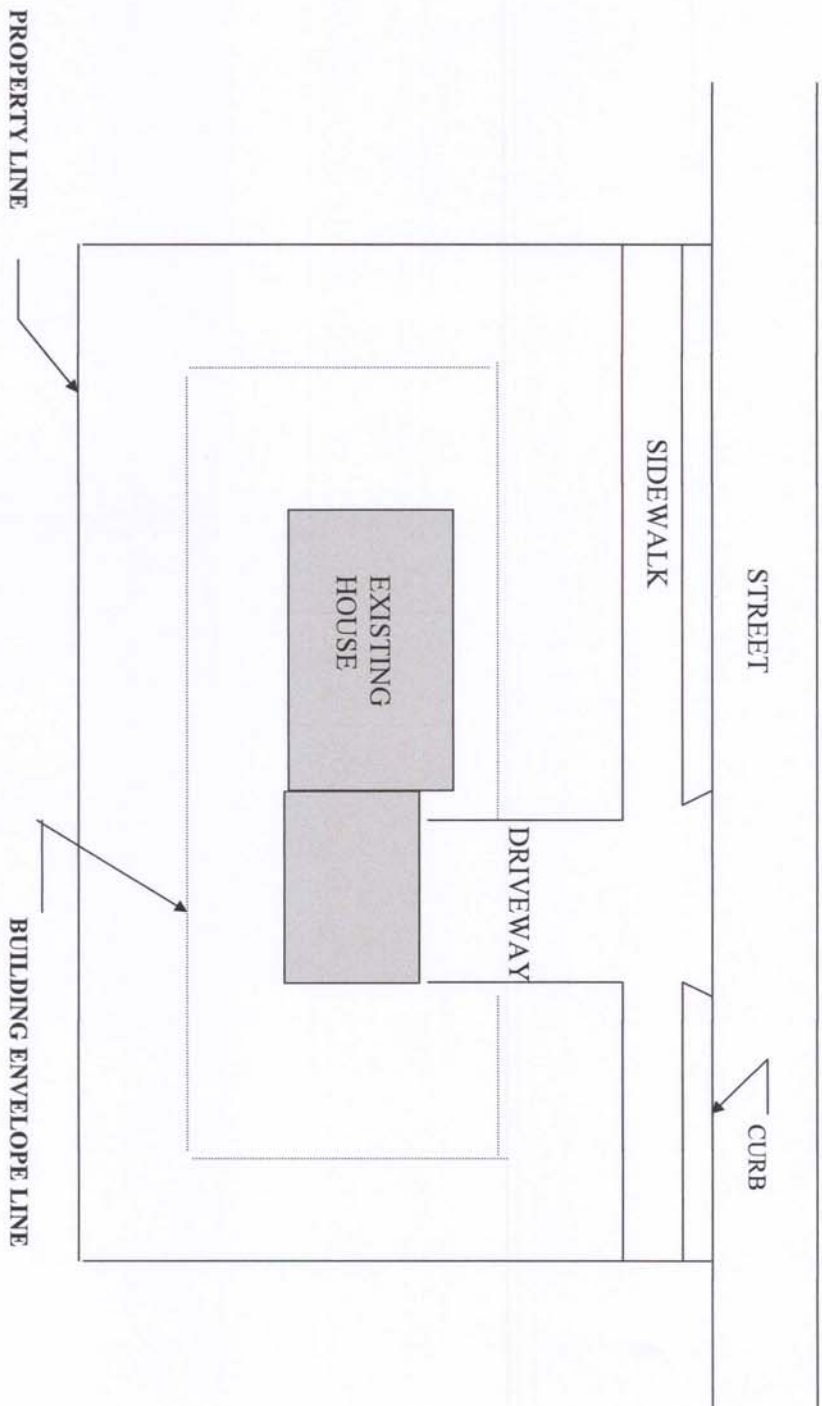 STREET
CURB
SIDEWALK
DRIVEWAY
EXISTING
HOUSE
PROPERTY LINE
BUILDING ENVELOPE LINE